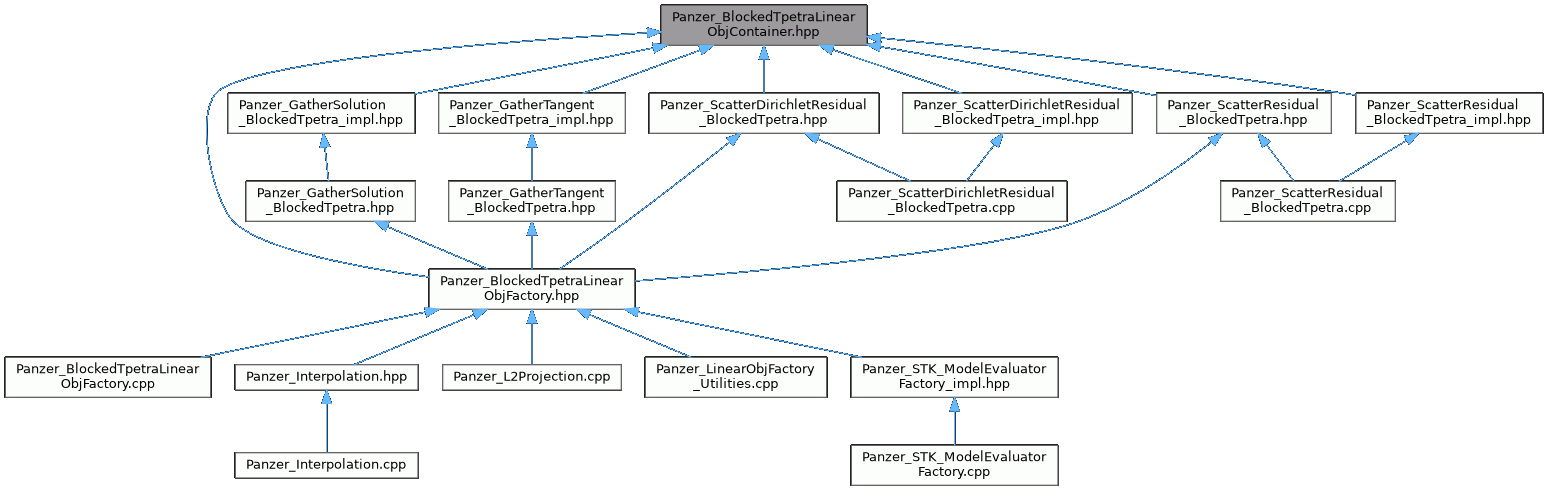 Panzer_BlockedTpetraLinear
ObjContainer.hpp
Panzer_GatherSolution
_BlockedTpetra_impl.hpp
Panzer_GatherTangent
_BlockedTpetra_impl.hpp
Panzer_ScatterDirichletResidual
_BlockedTpetra.hpp
Panzer_ScatterDirichletResidual
_BlockedTpetra_impl.hpp
Panzer_ScatterResidual
_BlockedTpetra.hpp
Panzer_ScatterResidual
_BlockedTpetra_impl.hpp
Panzer_GatherSolution
_BlockedTpetra.hpp
Panzer_GatherTangent
_BlockedTpetra.hpp
Panzer_ScatterDirichletResidual
_BlockedTpetra.cpp
Panzer_ScatterResidual
_BlockedTpetra.cpp
Panzer_BlockedTpetraLinear
ObjFactory.hpp
Panzer_BlockedTpetraLinear
ObjFactory.cpp
Panzer_Interpolation.hpp
Panzer_L2Projection.cpp
Panzer_LinearObjFactory
_Utilities.cpp
Panzer_STK_ModelEvaluator
Factory_impl.hpp
Panzer_Interpolation.cpp
Panzer_STK_ModelEvaluator
Factory.cpp